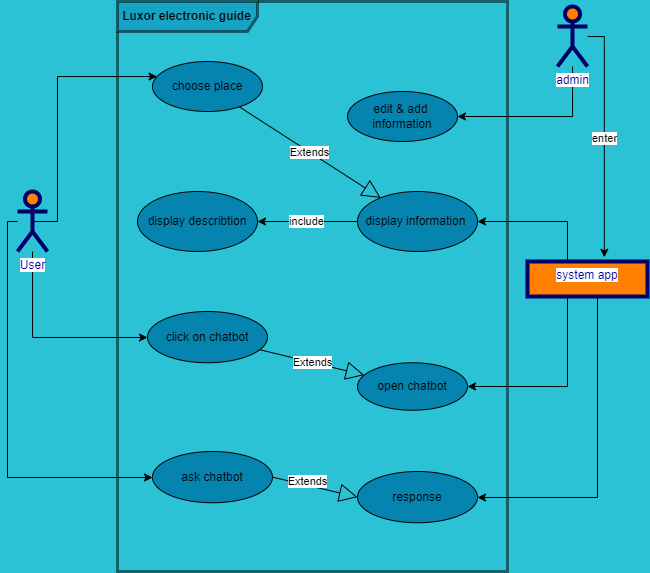 Luxor electronic guide
admin
choose place
edit & add
information
enter
Extends
display describtion
include
display information
User
system app
click on chatbot
Extends
open chatbot
ask chatbot
Extends
response